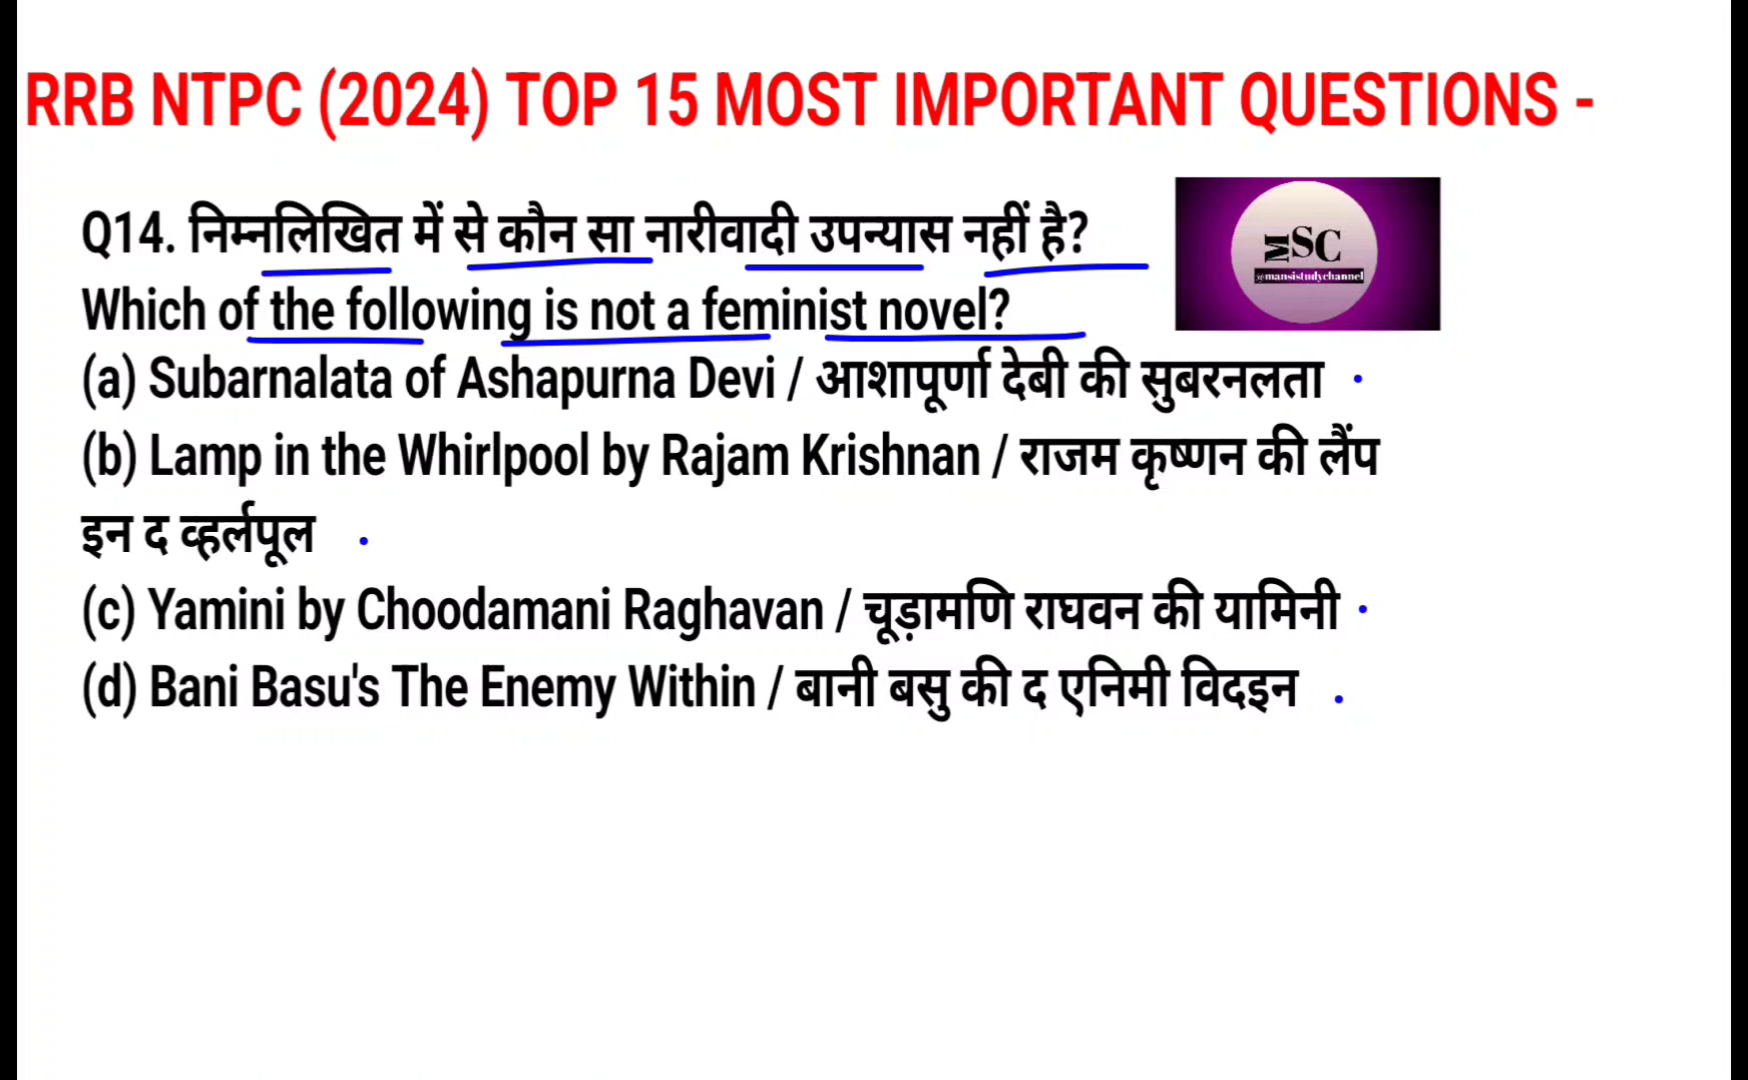 RRB NTPC (2024) TOP 15 MOST IMPORTANT QUESTIONS -
Q14. निम्नलिखित में से कौन सा नारीवादी उपन्यास नहीं है?
MSC
@mansistudychannel
Which of the following is not a feminist novel?
(a) Subarnalata of Ashapurna Devi / आशापूर्णा देबी की सुबरनलता
(b) Lamp in the Whirlpool by Rajam Krishnan / राजम कृष्णन की लैंप
इन द व्हर्लपूल
(c) Yamini by Choodamani Raghavan / चूड़ामणि राघवन की यामिनी
(d) Bani Basu's The Enemy Within / बानी बसु की द एनिमी विदइन